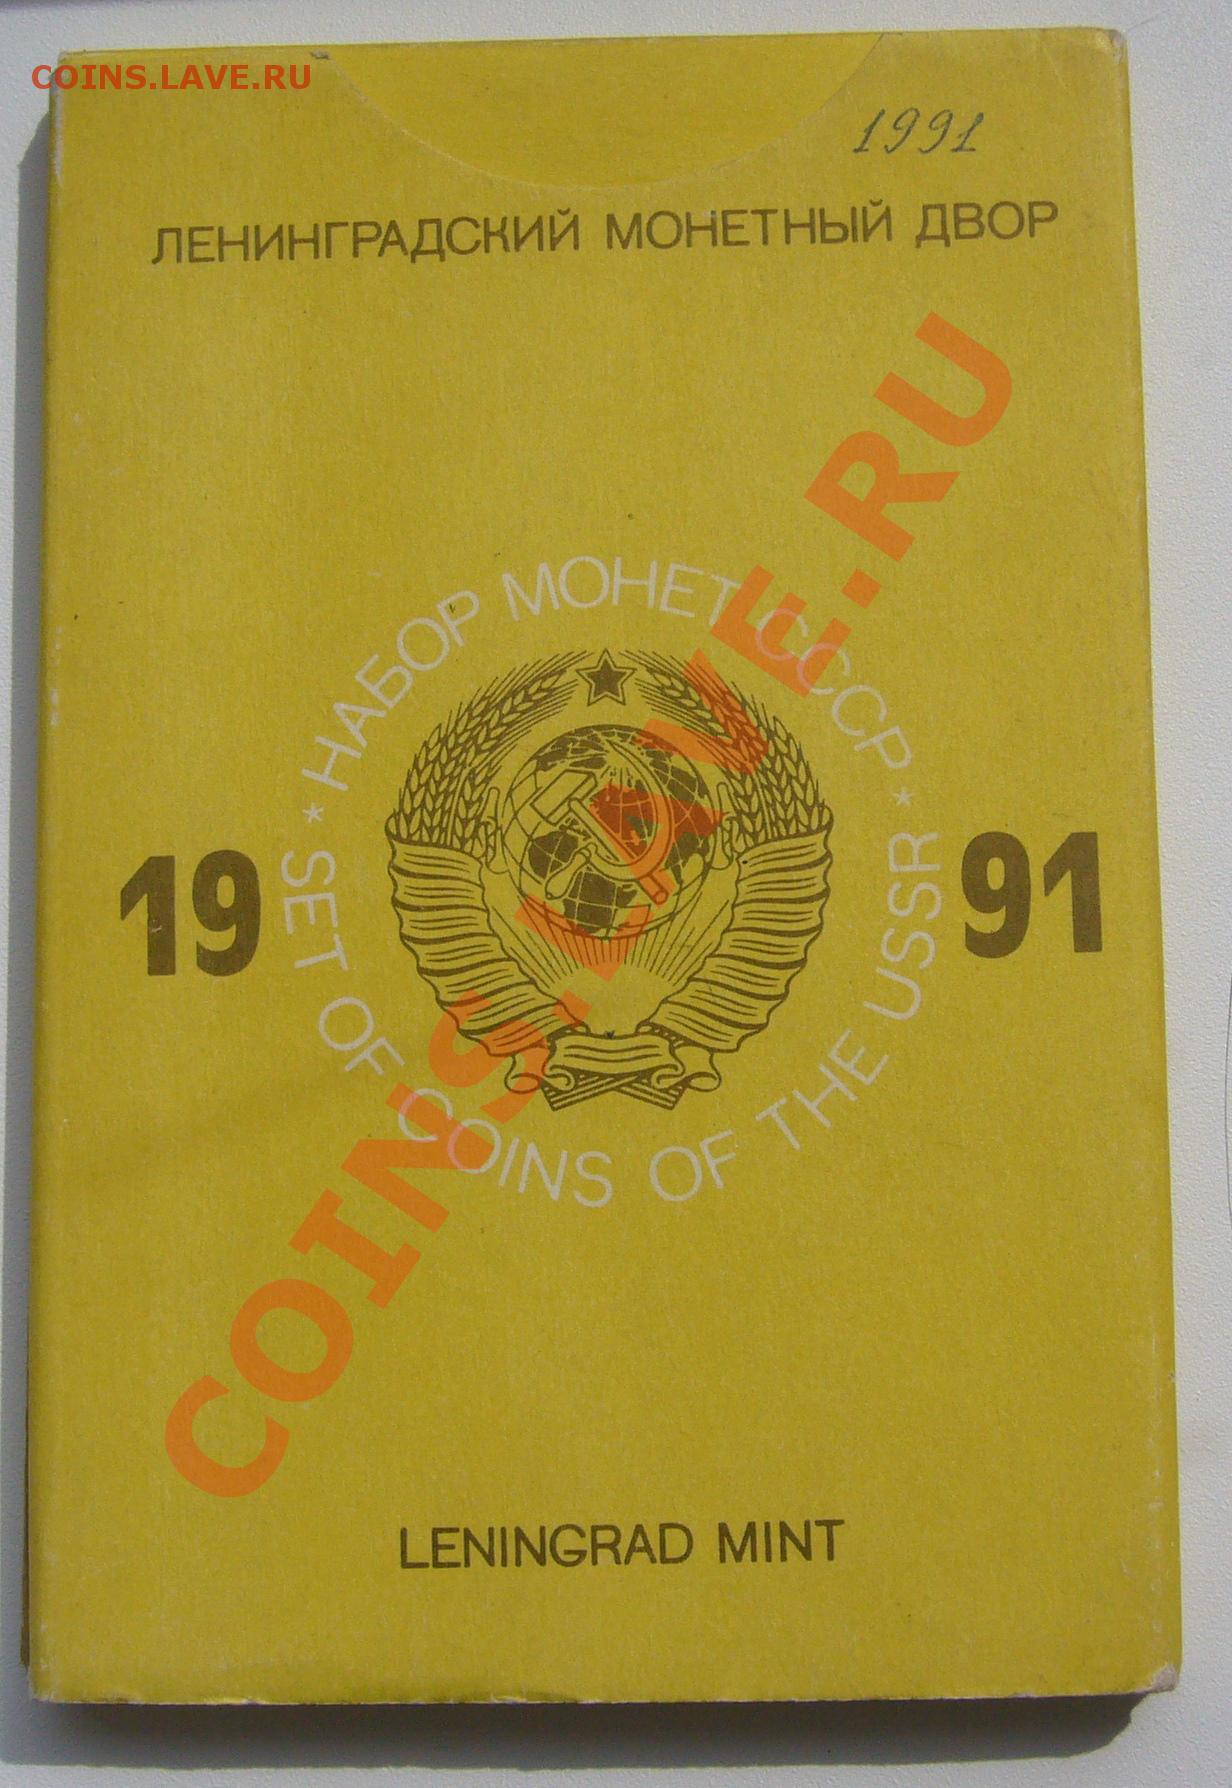 COINS.LAVE.RU
1991
ЛЕНИНГРАДСКИЙ МОНЕТНЫЙ ДВОР
* НАБОР МОНЕТ СССР *
19 91
SET OF COINS OF THE USSR
COINS.LAVE.RU
LENINGRAD MINT